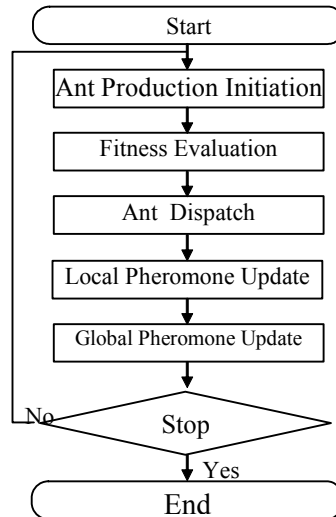 Start
Ant Production Initiation
Fitness Evaluation
Ant Dispatch
Local Pheromone Update
Global Pheromone Update
No
Stop
Yes
End